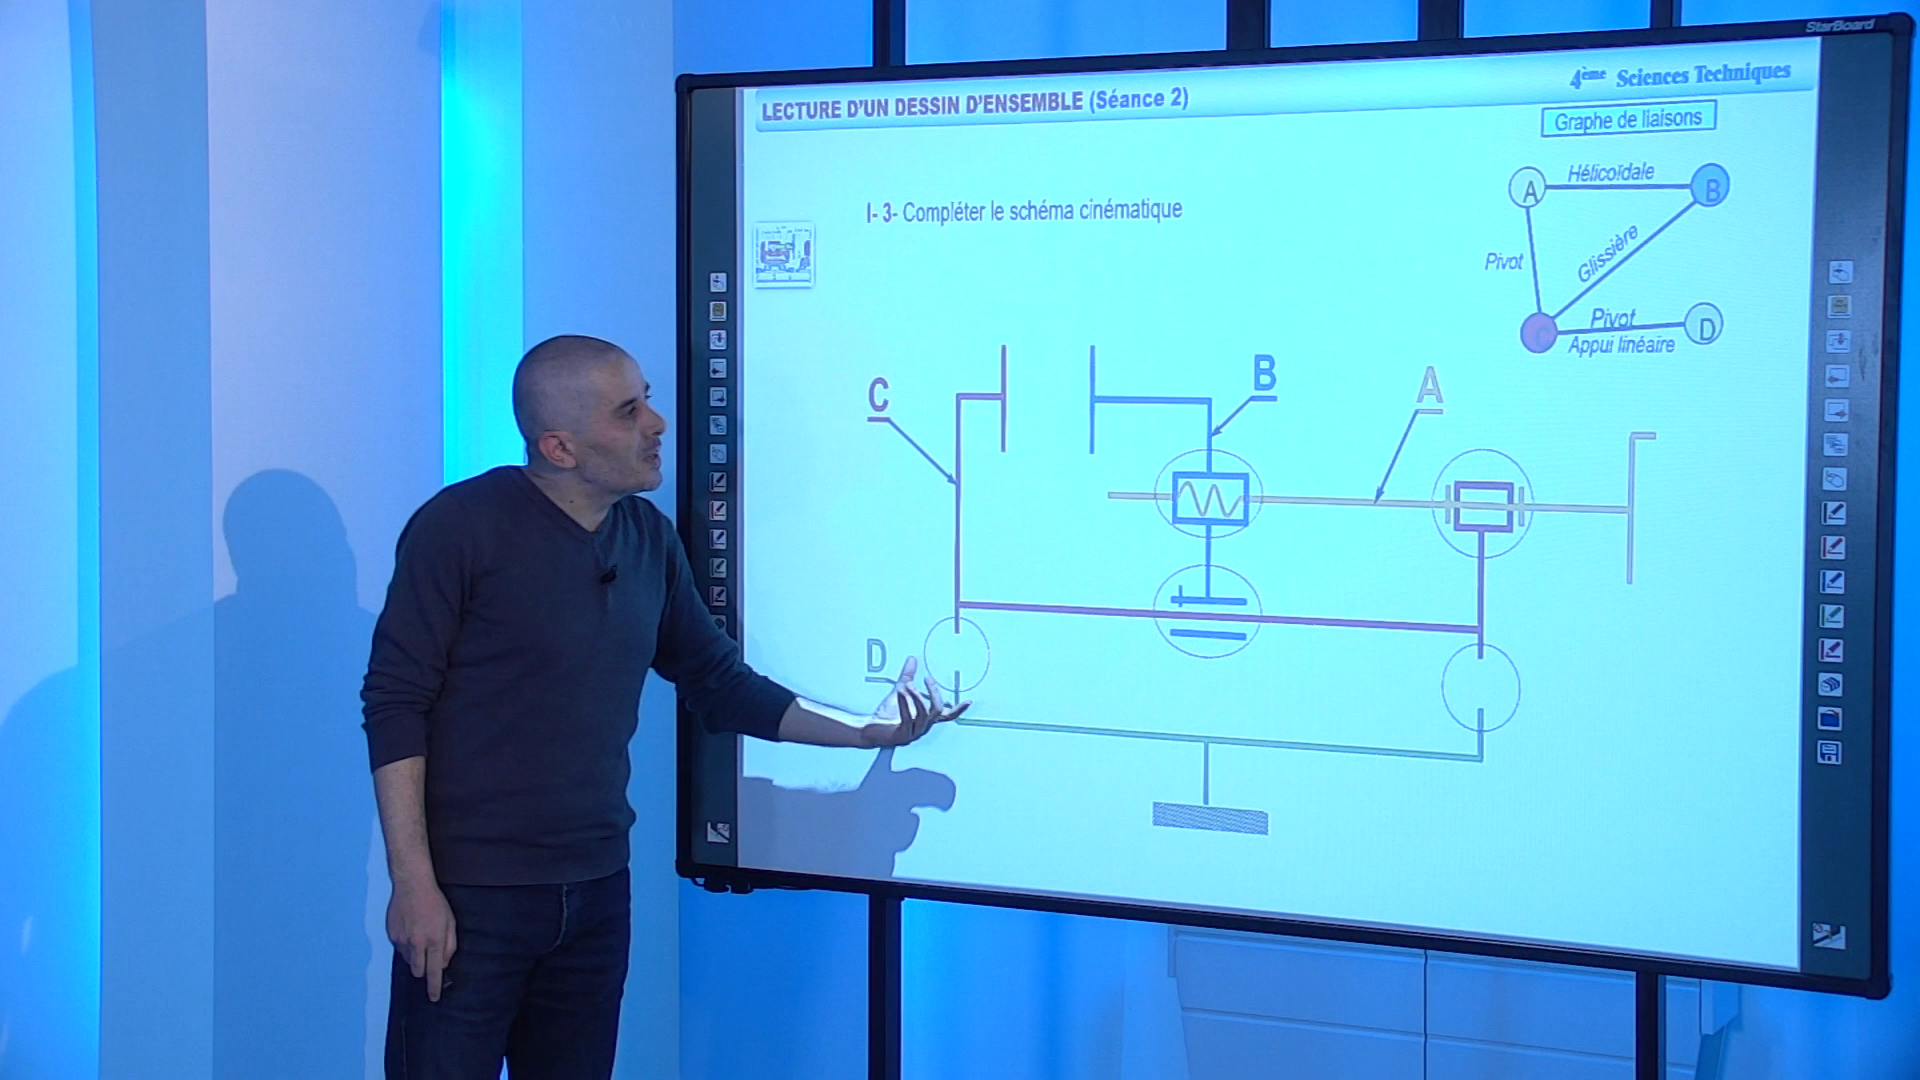 StarBoard
4ème Sciences Techniques
LECTURE D'UN DESSIN D'ENSEMBLE (Séance 2)
Graphe de liaisons
A Hélicoïdale B
I- 3- Compléter le schéma cinématique
Pivot Glissière
Pivot D
Appui linéaire
C
B
A
D